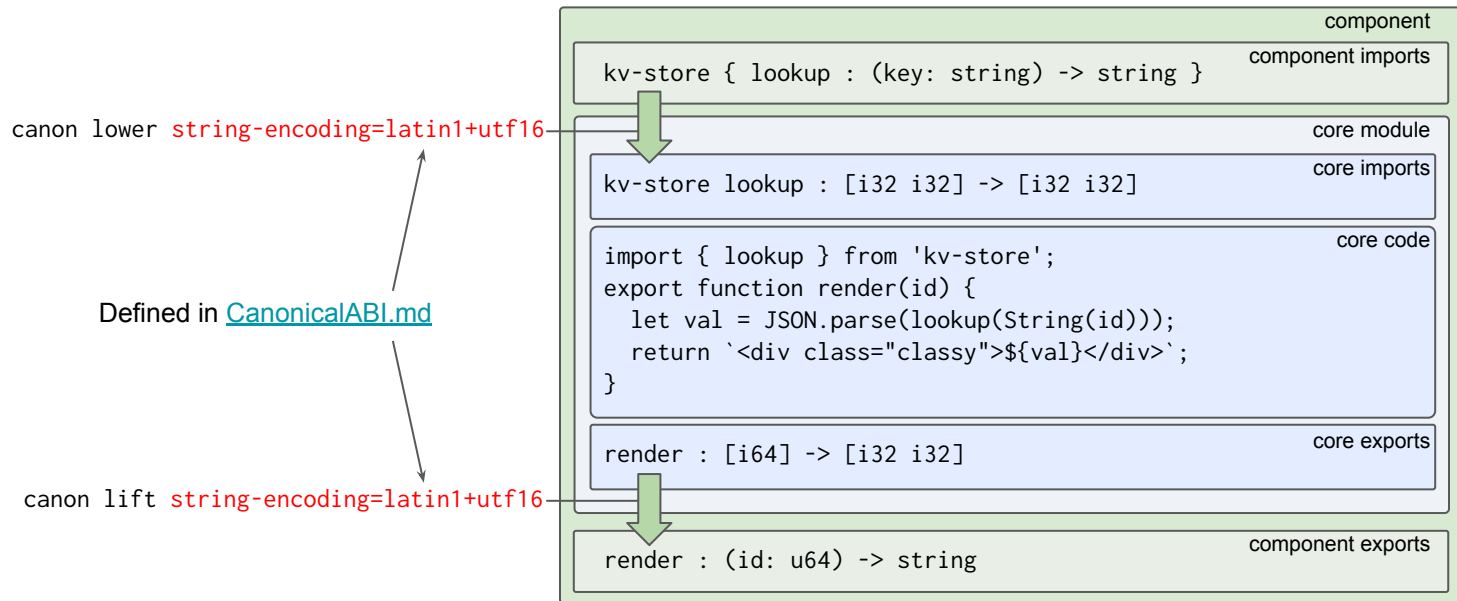 component
component imports
kv-store { lookup : (key: string) -> string }
canon lower string-encoding=latin1+utf16
core module
core imports
kv-store lookup : [i32 i32] -> [i32 i32]
core code
import { lookup } from 'kv-store';
export function render(id) {
  let val = JSON.parse(lookup(String(id)));
  return `<div class="classy">${val}</div>`;
}
Defined in CanonicalABI.md
core exports
render : [i64] -> [i32 i32]
canon lift string-encoding=latin1+utf16
component exports
render : (id: u64) -> string